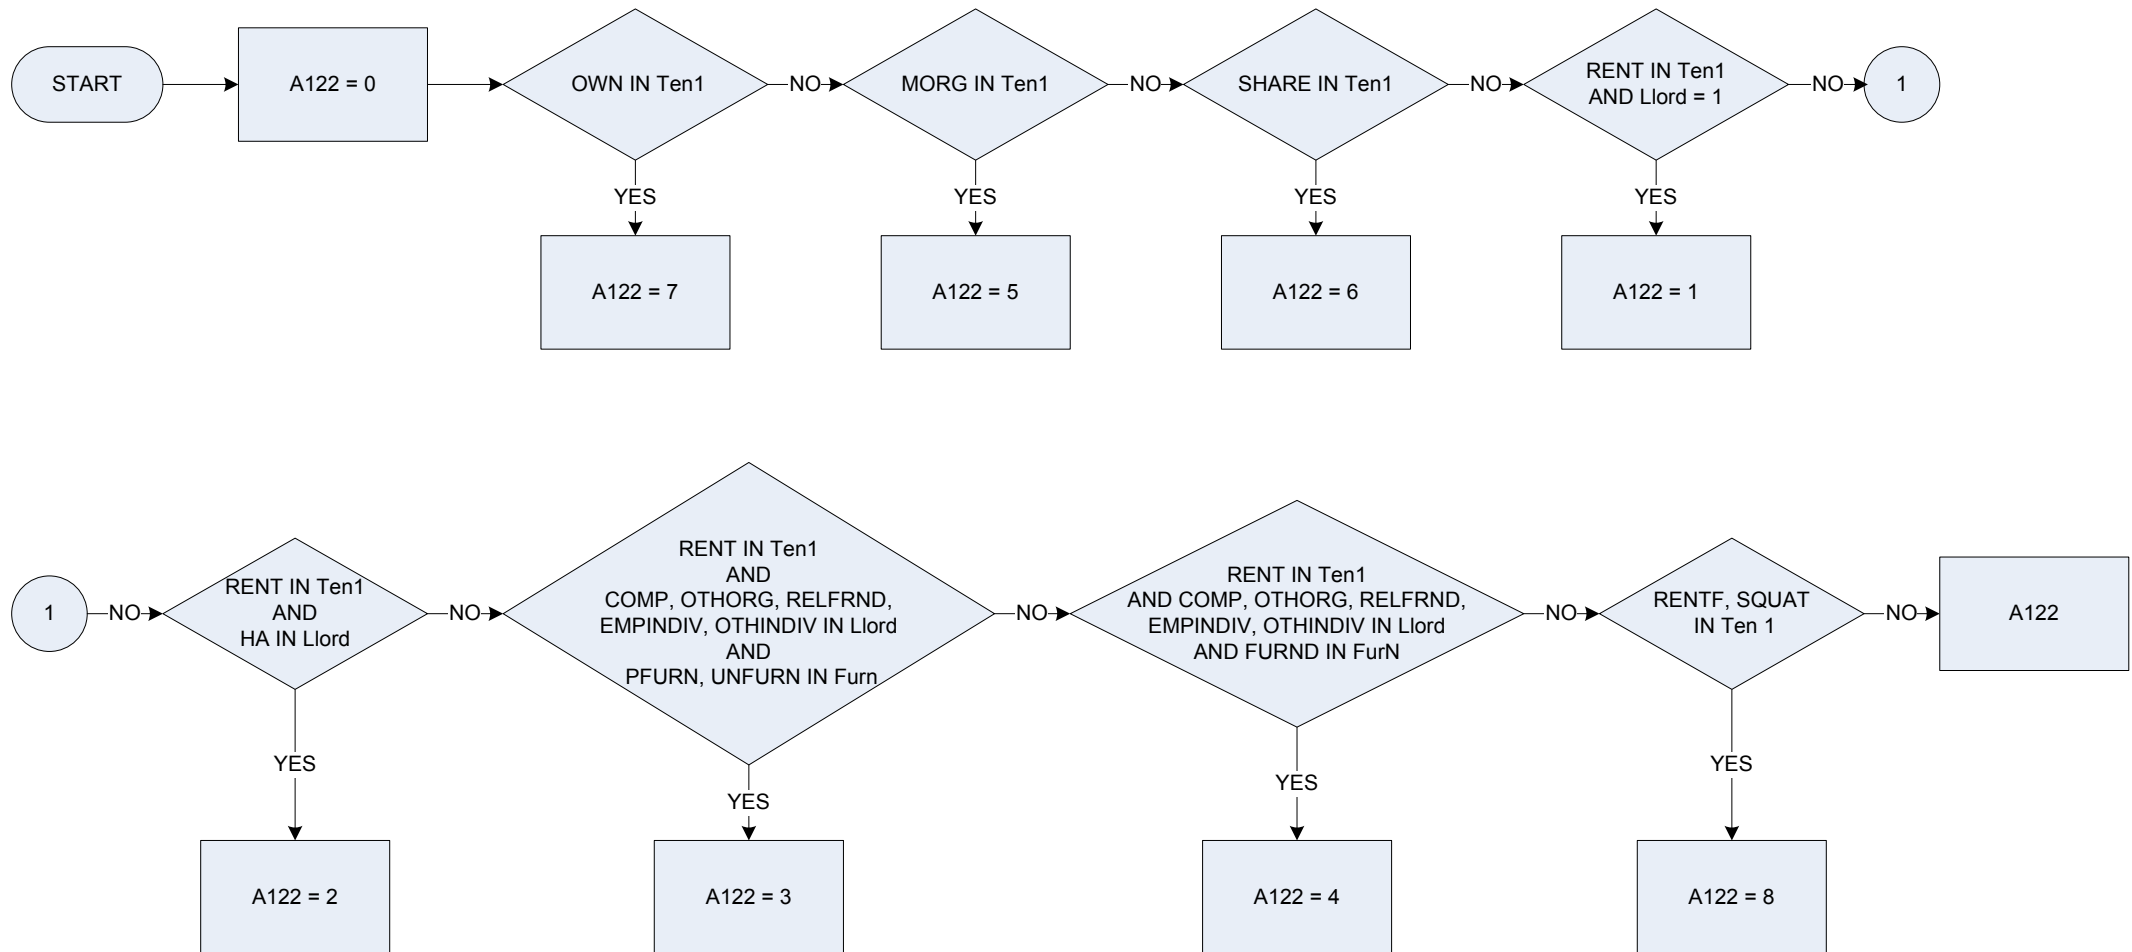 START
A122 = 0
OWN IN Ten1
NO
MORG IN Ten1
NO
SHARE IN Ten1
NO
RENT IN Ten1
AND Llord = 1
NO
1
YES
YES
YES
YES
A122 = 7
A122 = 5
A122 = 6
A122 = 1
1
NO
RENT IN Ten1
AND
HA IN Llord
NO
RENT IN Ten1
AND
COMP, OTHORG, RELFRND,
EMPINDIV, OTHINDIV IN Llord
AND
PFURN, UNFURN IN Furn
NO
RENT IN Ten1
AND COMP, OTHORG, RELFRND,
EMPINDIV, OTHINDIV IN Llord
AND FURND IN FurN
NO
RENTF, SQUAT
IN Ten 1
NO
A122
YES
YES
YES
YES
A122 = 2
A122 = 3
A122 = 4
A122 = 8